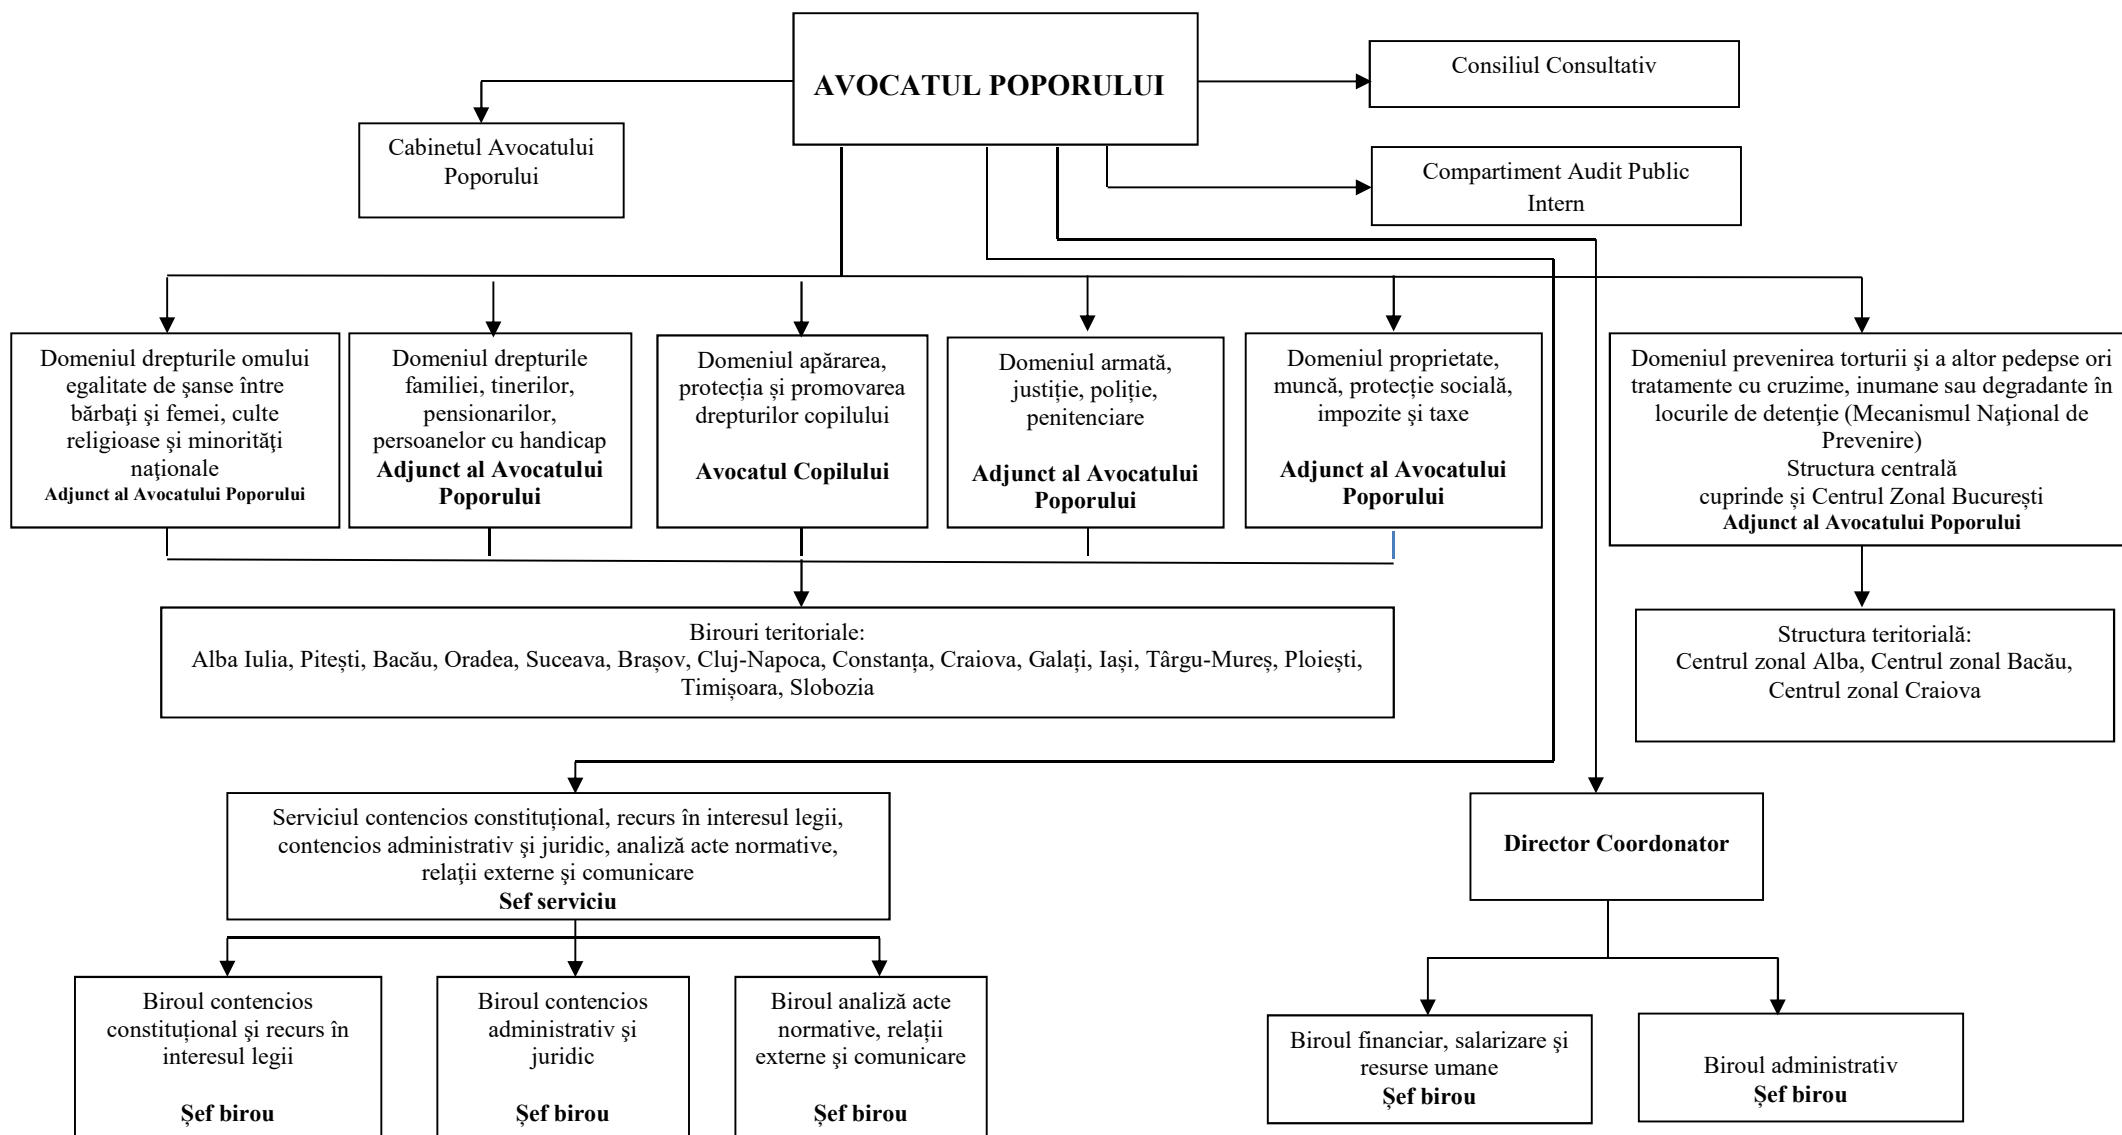 AVOCATUL POPORULUI
Consiliul Consultativ
Cabinetul Avocatului
Poporului
Compartiment Audit Public
Intern
Domeniul drepturile omului
egalitate de şanse între
bărbaţi şi femei, culte
religioase şi minorităţi
naţionale
Adjunct al Avocatului Poporului
Domeniul drepturile
familiei, tinerilor,
pensionarilor,
persoanelor cu handicap
Adjunct al Avocatului
Poporului
Domeniul apărarea,
protecția și promovarea
drepturilor copilului
Avocatul Copilului
Domeniul armată,
justiție, poliție,
penitenciare
Adjunct al Avocatului
Poporului
Domeniul proprietate,
muncă, protecție socială,
impozite şi taxe
Adjunct al Avocatului
Poporului
Domeniul prevenirea torturii şi a altor pedepse ori
tratamente cu cruzime, inumane sau degradante în
locurile de detenţie (Mecanismul Naţional de
Prevenire)
Structura centrală
cuprinde și Centrul Zonal București
Adjunct al Avocatului Poporului
Birouri teritoriale:
Alba Iulia, Pitești, Bacău, Oradea, Suceava, Brașov, Cluj-Napoca, Constanța, Craiova, Galați, Iași, Târgu-Mureș, Ploiești,
Timișoara, Slobozia
Structura teritorială:
Centrul zonal Alba, Centrul zonal Bacău,
Centrul zonal Craiova
Serviciul contencios constituțional, recurs în interesul legii,
contencios administrativ şi juridic, analiză acte normative,
relaţii externe şi comunicare
Sef serviciu
Director Coordonator
Biroul contencios
constituțional şi recurs în
interesul legii
Șef birou
Biroul contencios
administrativ şi
juridic
Șef birou
Biroul analiză acte
normative, relații
externe şi comunicare
Șef birou
Biroul financiar, salarizare şi
resurse umane
Șef birou
Biroul administrativ
Șef birou